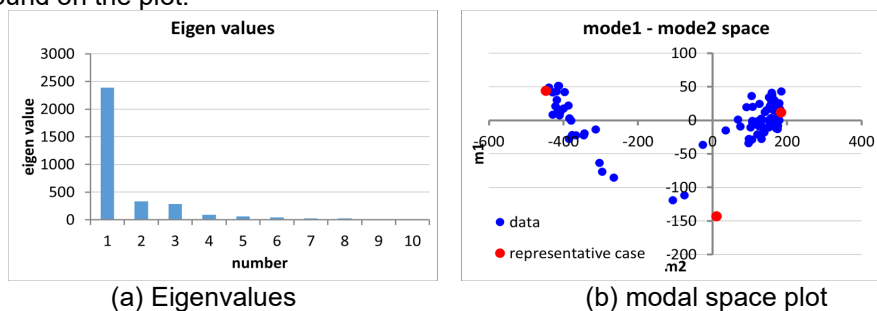 ound on the plot.
Eigen values
3000
2500
2000
1500
1000
500
0
eigen value
1 2 3 4 5 6 7 8 9 10
number
mode1 - mode2 space
100
50
0
-50
-100
-150
-200
-600 -400 -200 0 200 400
m1
m2
data
representative case
(a) Eigenvalues
(b) modal space plot